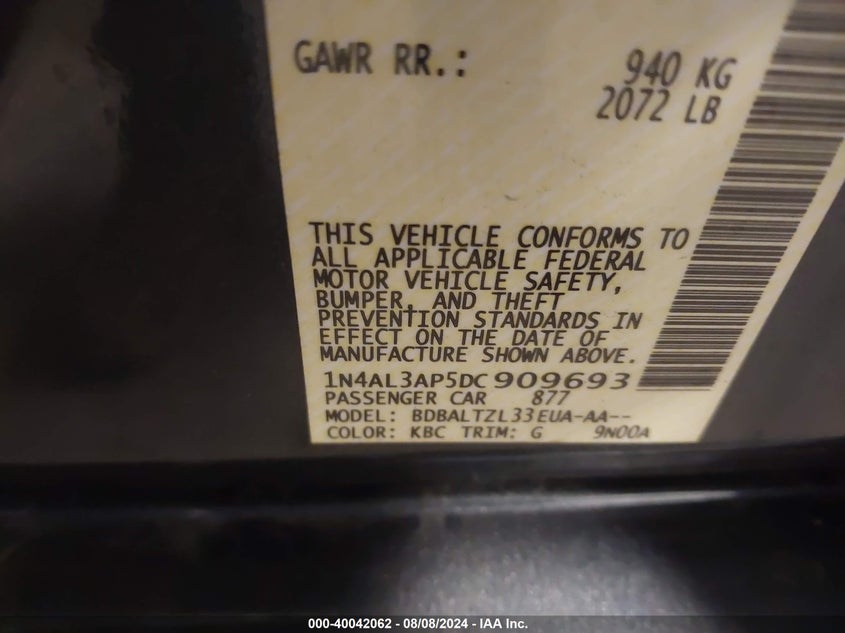 GAWR RR.: 940 KG
2072 LB
THIS VEHICLE CONFORMS TO
ALL APPLICABLE FEDERAL
MOTOR VEHICLE SAFETY,
BUMPER, AND THEFT
PREVENTION STANDARDS IN
EFFECT ON THE DATE OF
MANUFACTURE SHOWN ABOVE.
1N4AL3AP5DC909693
PASSENGER CAR 877
MODEL: BDBALTZL33EUA-AA--
COLOR: KBC TRIM: G 9N00A
000-40042062 - 08/08/2024 - IAA Inc.